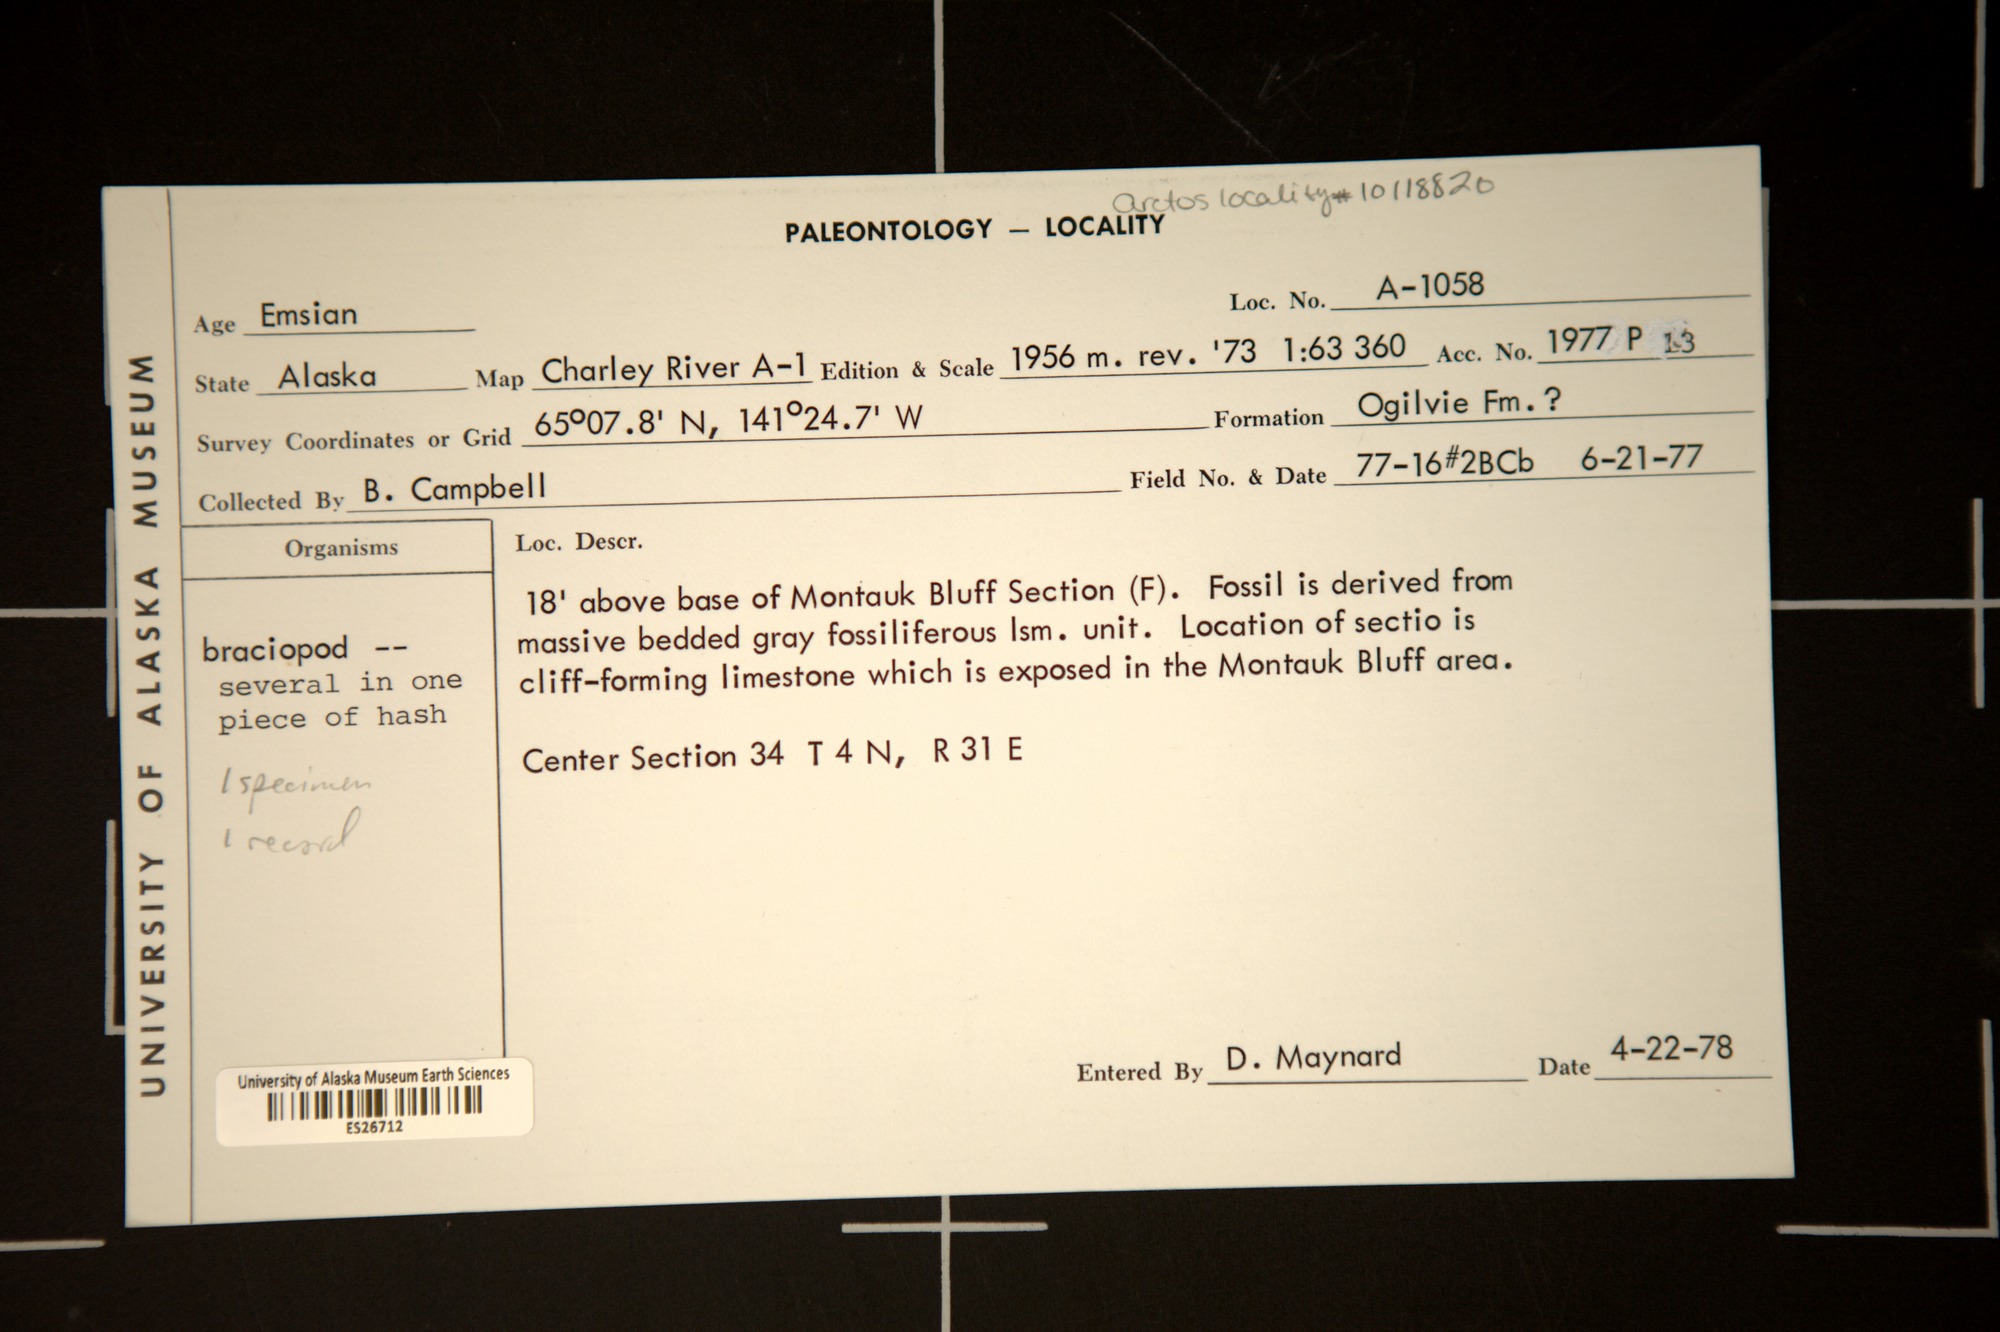 arctos locality # 10118820
PALEONTOLOGY — LOCALITY
UNIVERSITY OF ALASKA MUSEUM
Age Emsian
Loc. No. A-1058
State Alaska Map Charley River A-1 Edition & Scale 1956 m. rev. '73 1:63 360 Acc. No. 1977 P 13
Survey Coordinates or Grid 65°07.8' N, 141°24.7' W Formation Ogilvie Fm.?
Collected By B. Campbell Field No. & Date 77-16#2BCb 6-21-77
Organisms
braciopod --
several in one
piece of hash
1 specimen
1 record
Loc. Descr.
18' above base of Montauk Bluff Section (F). Fossil is derived from
massive bedded gray fossiliferous lsm. unit. Location of sectio is
cliff-forming limestone which is exposed in the Montauk Bluff area.
Center Section 34 T 4 N, R 31 E
Entered By D. Maynard Date 4-22-78
University of Alaska Museum Earth Sciences
ES26712